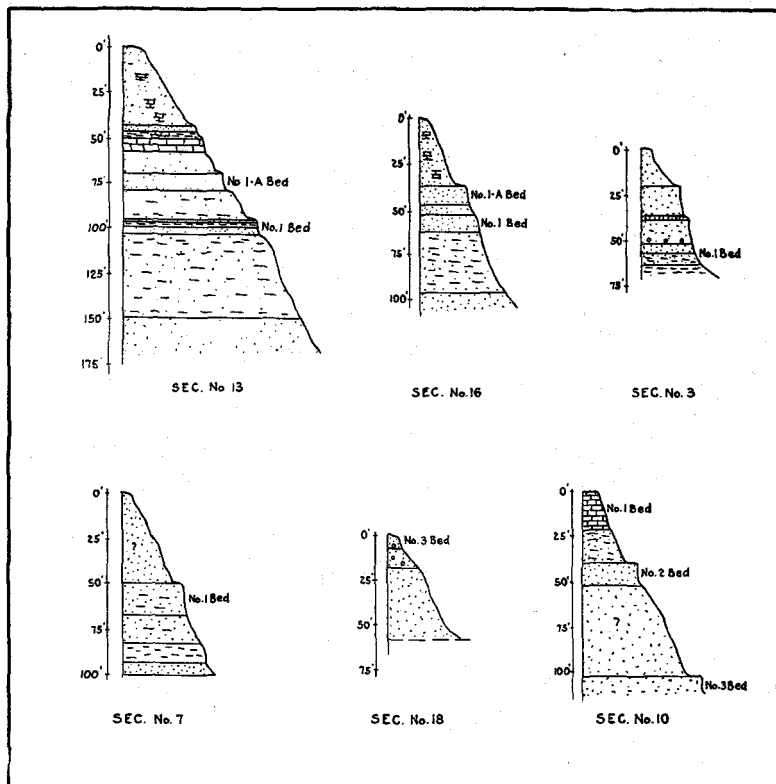 0'
25'
50'
75'
100'
125'
150'
175'
No 1-A Bed
No.1 Bed
SEC. No 13
0'
25'
50'
75'
100'
No.1-A Bed
No.1 Bed
SEC. No.16
0'
25'
50'
75'
No.1 Bed
SEC. No.3
0'
25'
50'
75'
100'
?
No.1 Bed
SEC. No.7
0'
25'
50'
75'
No.3 Bed
SEC. No.18
0'
25'
50'
75'
100'
No.1 Bed
No.2 Bed
?
No.3 Bed
SEC. No.10